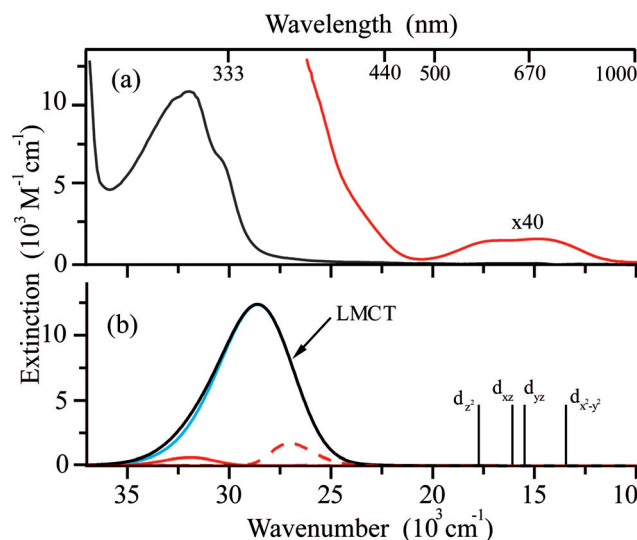 Wavelength (nm)
333 440 500 670 1000
(a)
10
5
0
x40
Extinction (10³ M⁻¹cm⁻¹)
(b)
LMCT
10
5
0
d_z² d_xz d_yz d_x²-y²
35 30 25 20 15 10
Wavenumber (10³ cm⁻¹)